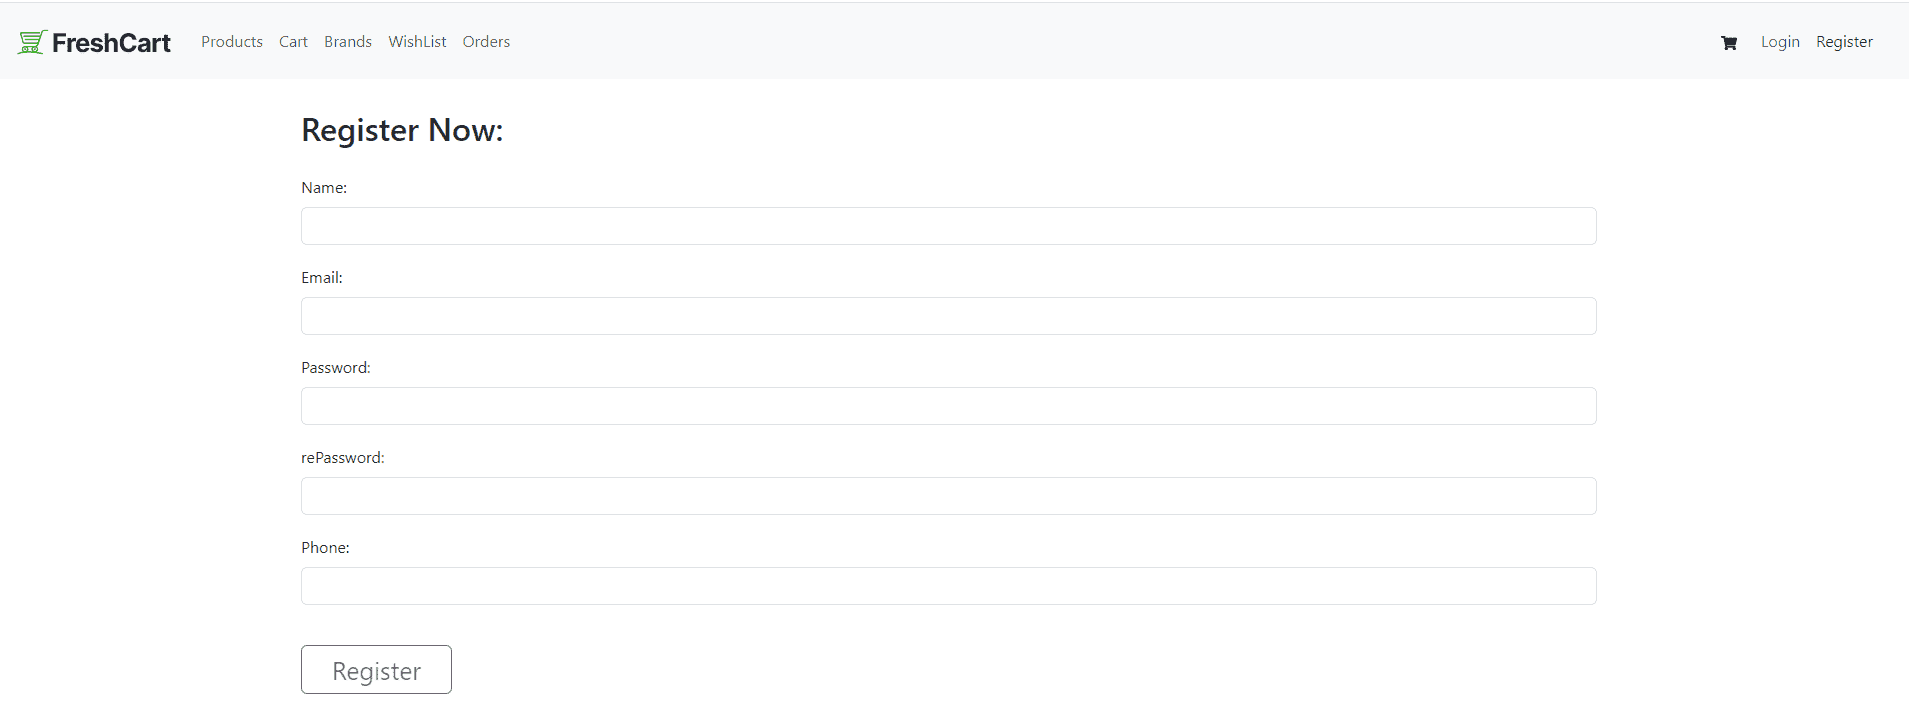 FreshCart Products Cart Brands WishList Orders Login Register
Register Now:
Name:
Email:
Password:
rePassword:
Phone:
Register